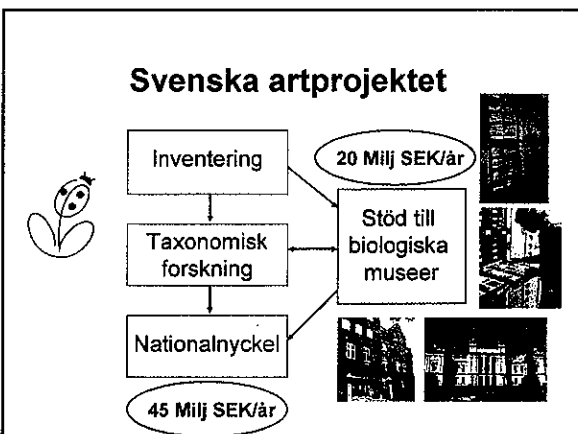 Svenska artprojektet
Inventering
20 Milj SEK/år
Taxonomisk
forskning
Stöd till
biologiska
museer
Nationalnyckel
45 Milj SEK/år